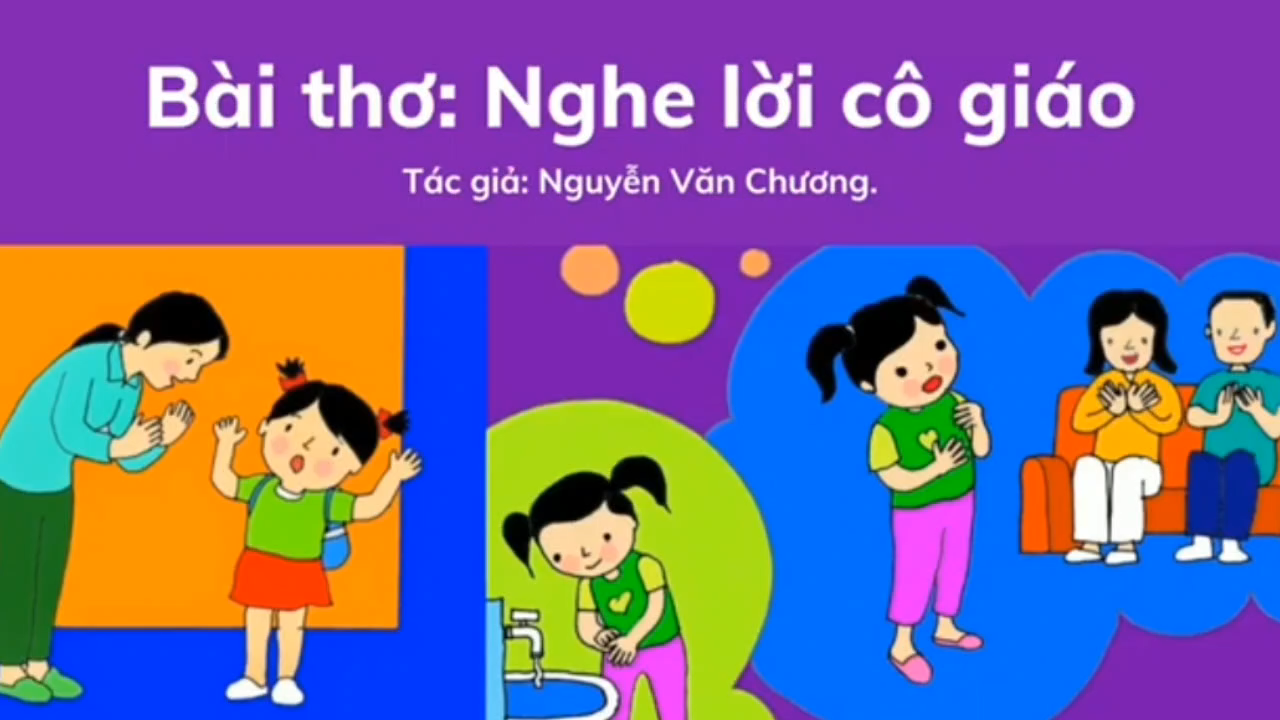 Bài thơ: Nghe lời cô giáo
Tác giả: Nguyễn Văn Chương.